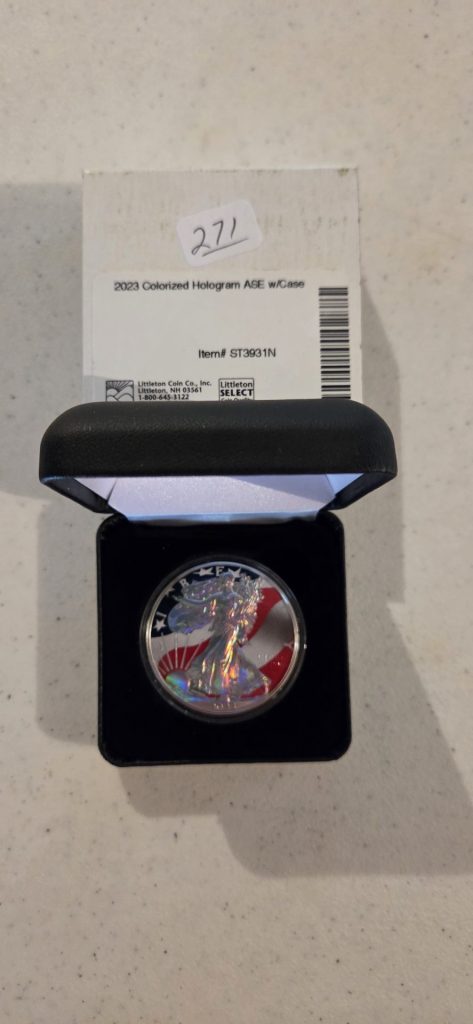 271
2023 Colorized Hologram ASE w/Case
Item# ST3931N
Littleton Coin Co., Inc.
Littleton, NH 03561
1-800-645-3122
Littleton
SELECT